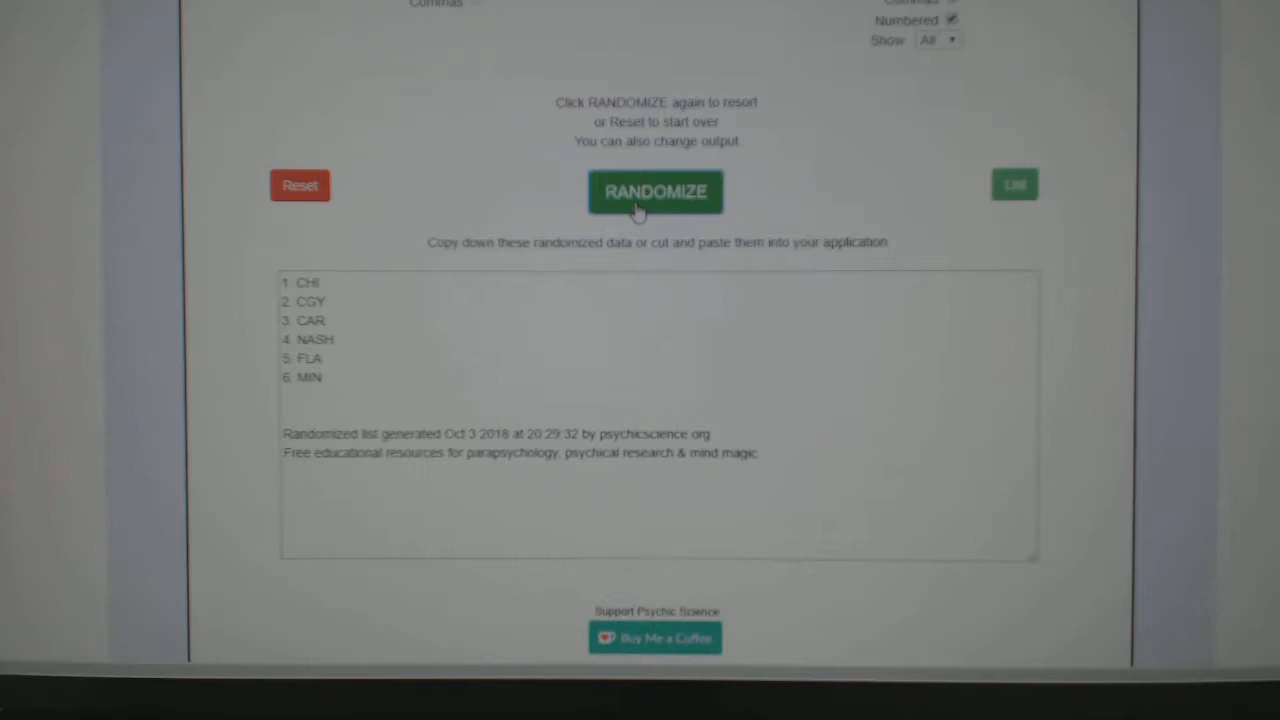 Commas
Numbered
Show All
Click RANDOMIZE again to resort
or Reset to start over
You can also change output
Reset
RANDOMIZE
List
Copy down these randomized data or cut and paste them into your application
1. CHI
2. CGY
3. CAR
4. NASH
5. FLA
6. MIN
Randomized list generated Oct 3 2018 at 20:29:32 by psychicscience.org
Free educational resources for parapsychology, psychical research & mind magic.
Support Psychic Science
Buy Me a Coffee